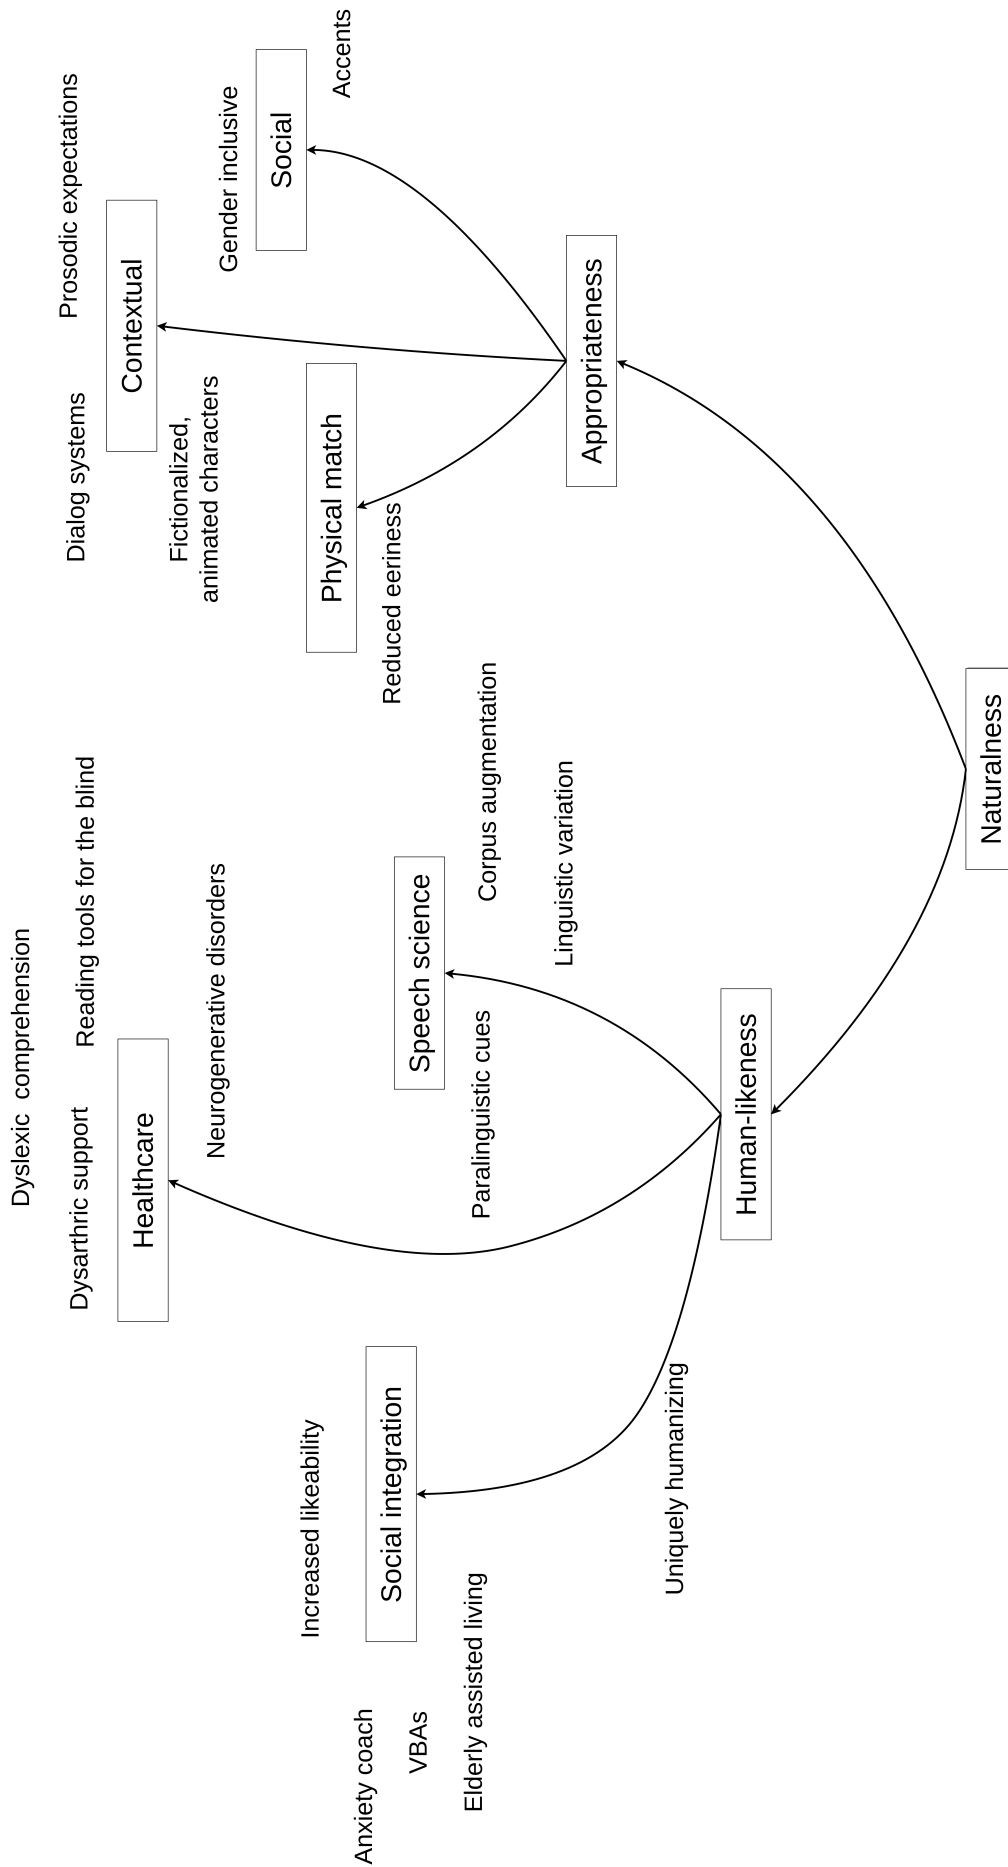 Dyslexic  comprehension
Dysarthric support
Reading tools for the blind
Dialog systems
Prosodic expectations
Healthcare
Contextual
Fictionalized,
animated characters
Neurogenerative disorders
Gender inclusive
Social
Increased likeability
Physical match
Accents
Anxiety coach
Social integration
Reduced eeriness
VBAs
Speech science
Elderly assisted living
Paralinguistic cues
Corpus augmentation
Linguistic variation
Appropriateness
Uniquely humanizing
Human-likeness
Naturalness